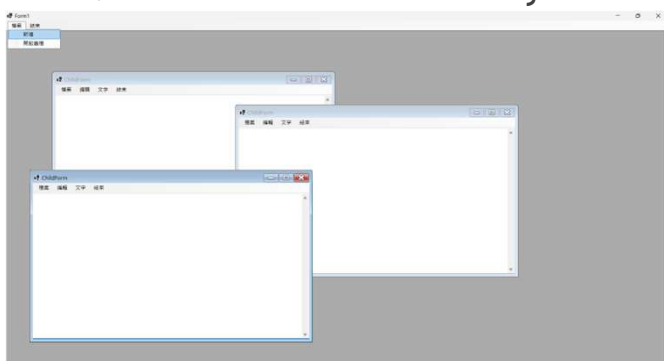 Form1
檔案 結束
新增
開啟舊檔
ChildForm
檔案 編輯 文字 結束
ChildForm
檔案 編輯 文字 結束
ChildForm
檔案 編輯 文字 結束